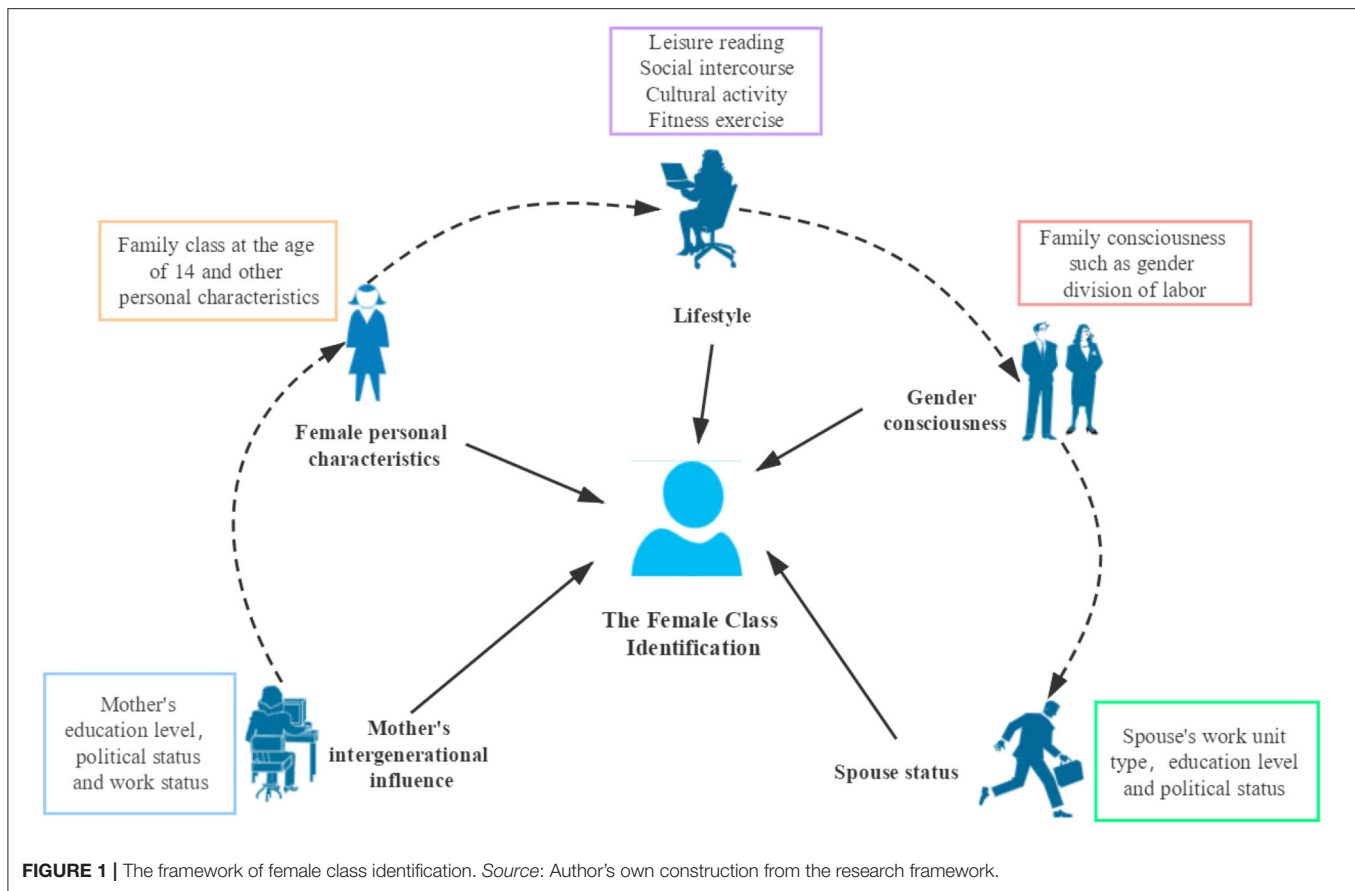 Leisure reading
Social intercourse
Cultural activity
Fitness exercise
Family class at the age
of 14 and other
personal characteristics
Family consciousness
such as gender
division of labor
Lifestyle
Gender
consciousness
Female personal
characteristics
The Female Class
Identification
Mother's
education level,
political status
and work status
Mother's
intergenerational
influence
Spouse status
Spouse's work unit
type，education level
and political status
FIGURE 1 | The framework of female class identification. Source: Author's own construction from the research framework.